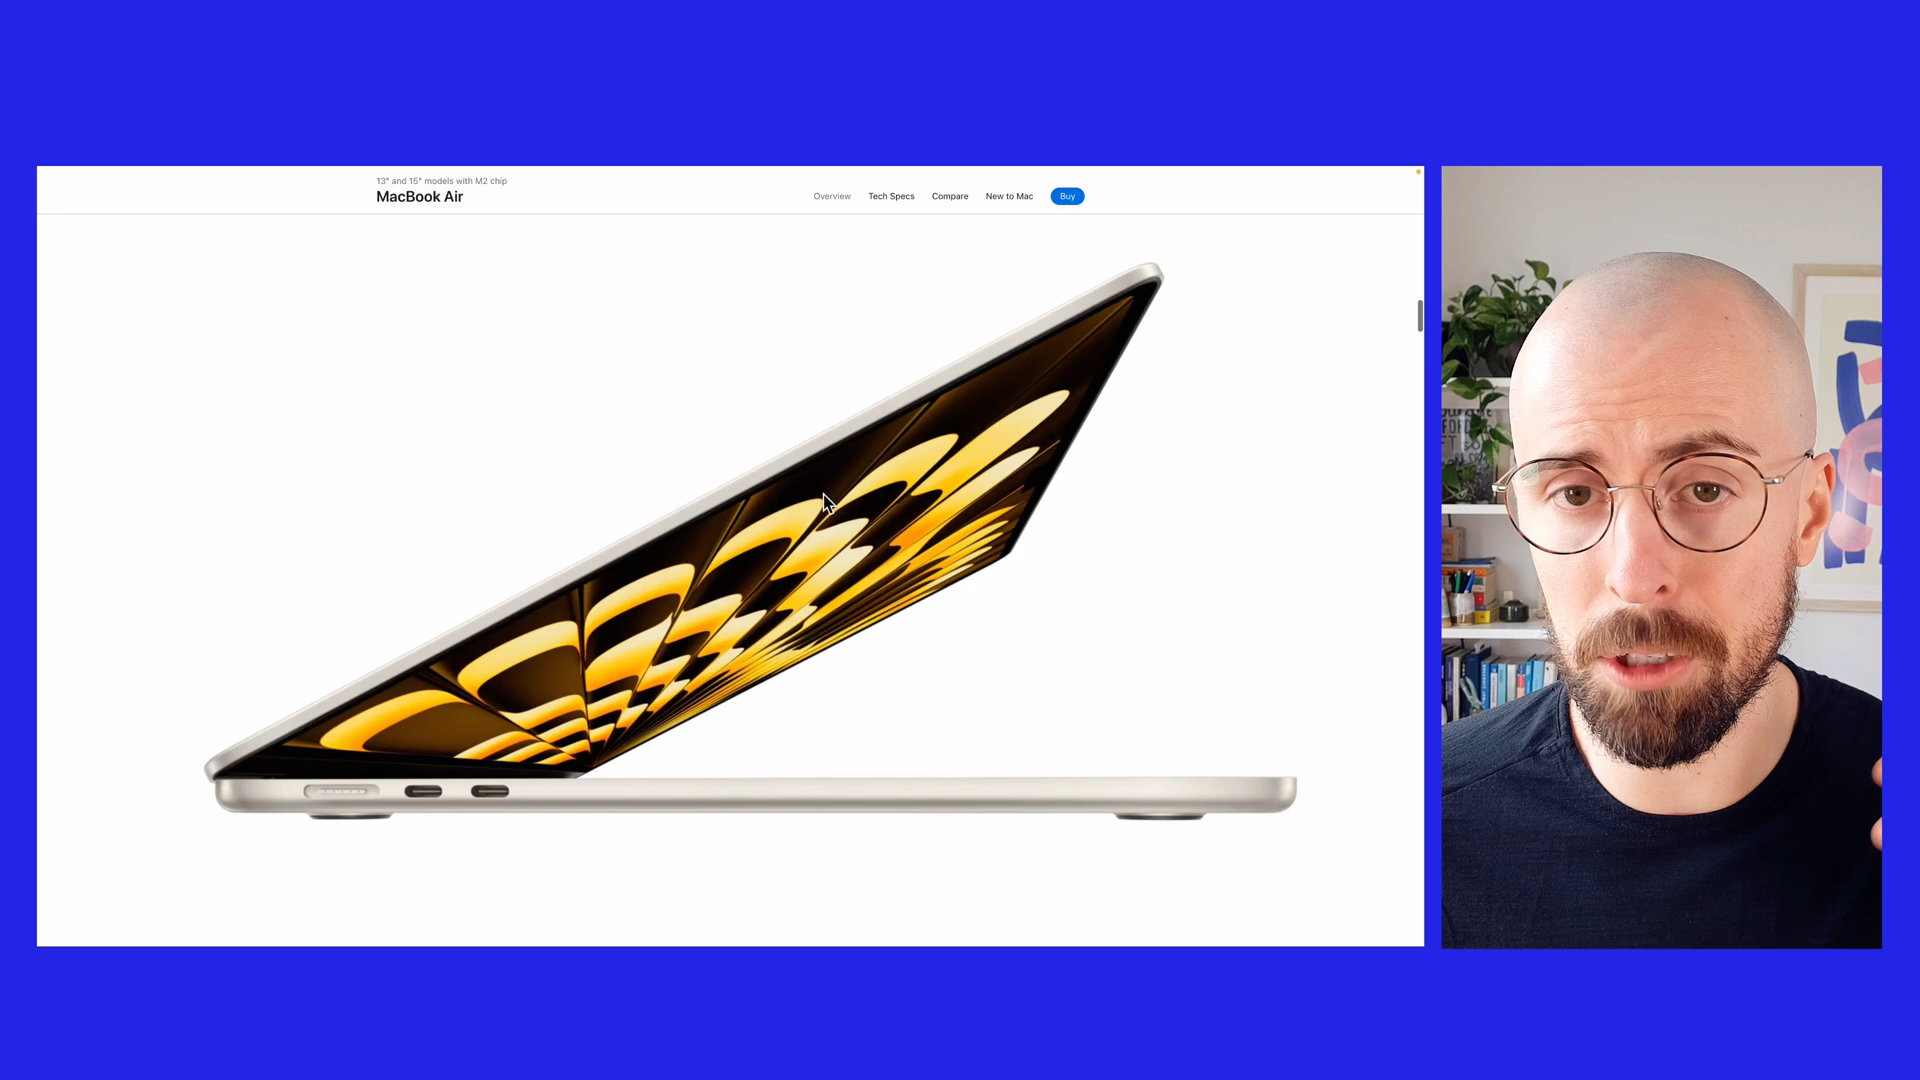 13" and 15" models with M2 chip
MacBook Air
Overview Tech Specs Compare New to Mac Buy